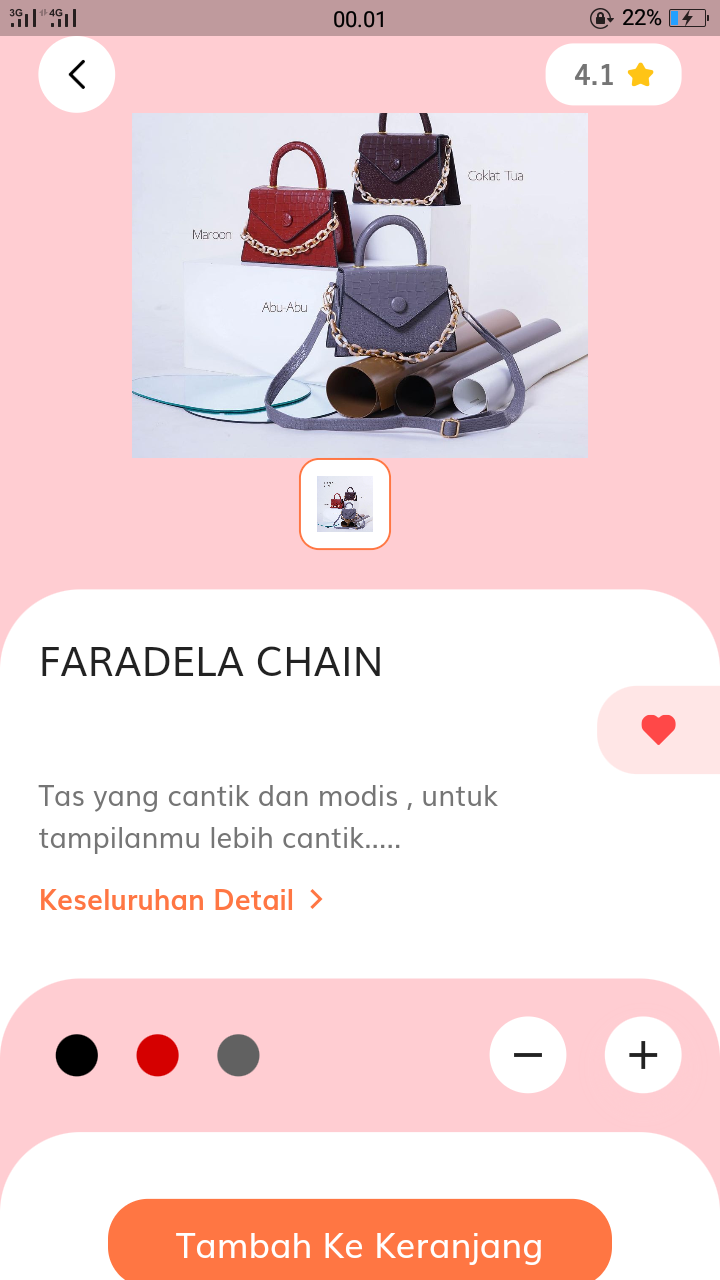 3G 4G 00.01 22%
4.1
Coklat Tua
Maroon
Abu-Abu
FARADELA CHAIN
Tas yang cantik dan modis , untuk
tampilanmu lebih cantik.....
Keseluruhan Detail
Tambah Ke Keranjang